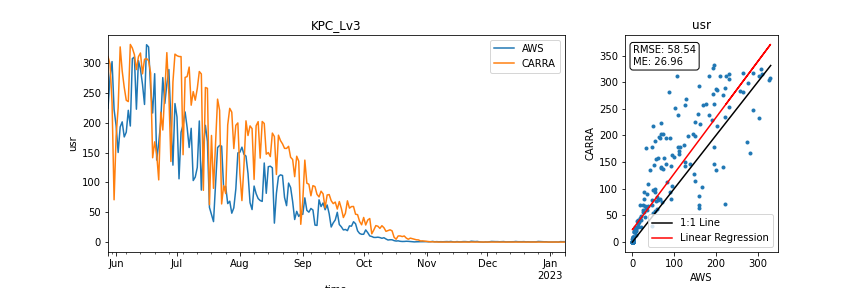 KPC_Lv3
usr
350
300
250
200
150
100
50
0
Jun
Jul
Aug
Sep
Oct
Nov
Dec
Jan
2023
time
AWS
CARRA
usr
CARRA
350
300
250
200
150
100
50
0
0
100
200
300
AWS
RMSE: 58.54
ME: 26.96
1:1 Line
Linear Regression